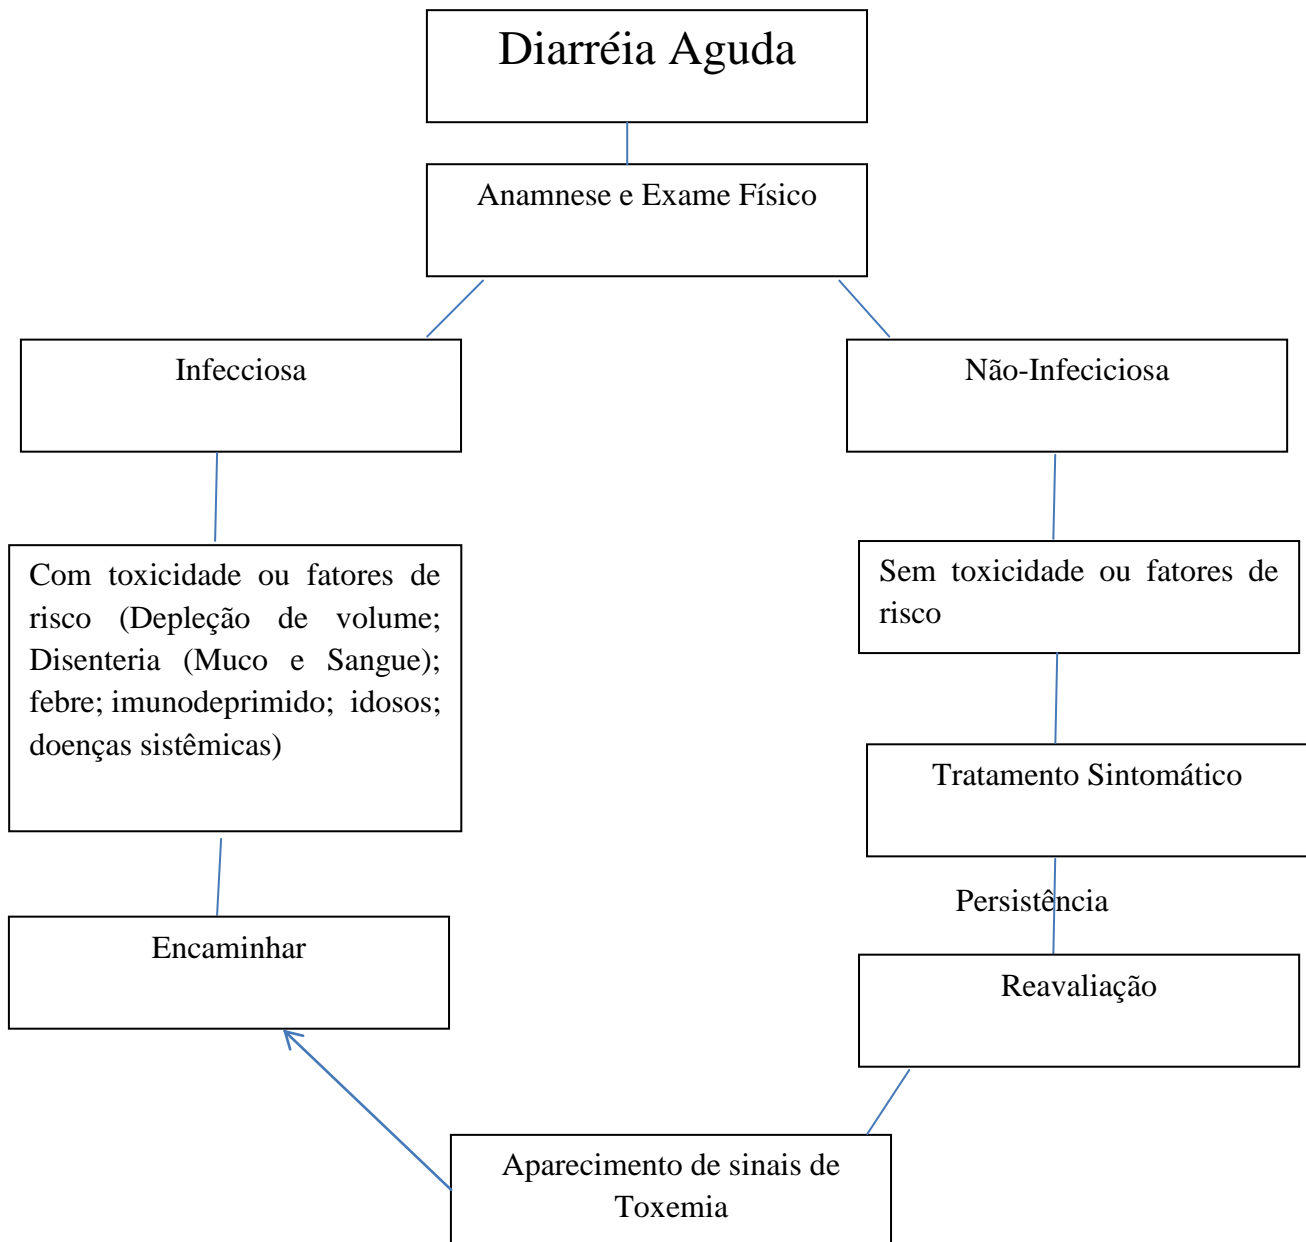 Diarréia Aguda
Anamnese e Exame Físico
Infecciosa
Não-Infeciciosa
Com toxicidade ou fatores de
risco (Depleção de volume;
Disenteria (Muco e Sangue);
febre; imunodeprimido; idosos;
doenças sistêmicas)
Sem toxicidade ou fatores de
risco
Tratamento Sintomático
Persistência
Encaminhar
Reavaliação
Aparecimento de sinais de
Toxemia